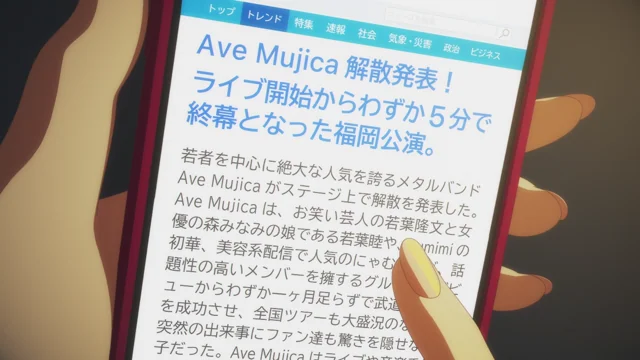 トップ トレンド 特集 速報 社会 気象・災害 政治 ビジネス
Ave Mujica 解散発表！
ライブ開始からわずか５分で
終幕となった福岡公演。
若者を中心に絶大な人気を誇るメタルバンド
Ave Mujica がステージ上で解散を発表した。
Ave Mujica は、お笑い芸人の若葉隆文と女
優の森みなみの娘である若葉睦や、umimi の
初華、美容系配信で人気のにゃむ 話
題性の高いメンバーを擁するグル
ューからわずか一ヶ月足らずで武道
を成功させ、全国ツアーも大盛況の
突然の出来事にファン達も驚きを隠せな
子だった。Ave Mujica はライブや音楽